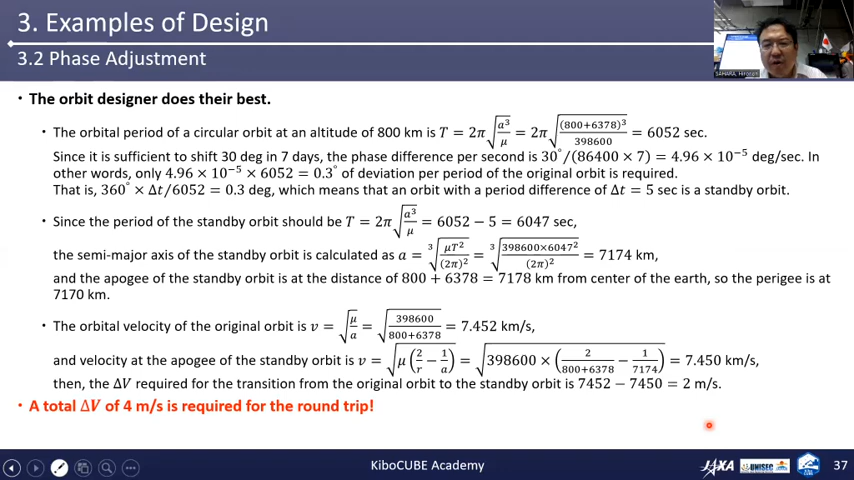 3. Examples of Design
3.2 Phase Adjustment
SAHARA, Hironori
• The orbit designer does their best.
• The orbital period of a circular orbit at an altitude of 800 km is T = 2π√(a³/μ) = 2π√((800+6378)³/398600) = 6052 sec.
Since it is sufficient to shift 30 deg in 7 days, the phase difference per second is 30°/(86400 × 7) = 4.96 × 10⁻⁵ deg/sec. In
other words, only 4.96 × 10⁻⁵ × 6052 = 0.3° of deviation per period of the original orbit is required.
That is, 360° × Δt/6052 = 0.3 deg, which means that an orbit with a period difference of Δt = 5 sec is a standby orbit.
• Since the period of the standby orbit should be T = 2π√(a³/μ) = 6052 − 5 = 6047 sec,
the semi-major axis of the standby orbit is calculated as a = ∛(μT²/(2π)²) = ∛(398600×6047²/(2π)²) = 7174 km,
and the apogee of the standby orbit is at the distance of 800 + 6378 = 7178 km from center of the earth, so the perigee is at
7170 km.
• The orbital velocity of the original orbit is v = √(μ/a) = √(398600/(800+6378)) = 7.452 km/s,
and velocity at the apogee of the standby orbit is v = √(μ(2/r − 1/a)) = √(398600 × (2/(800+6378) − 1/7174)) = 7.450 km/s,
then, the ΔV required for the transition from the original orbit to the standby orbit is 7452 − 7450 = 2 m/s.
• A total ΔV of 4 m/s is required for the round trip!
KiboCUBE Academy
JAXA
UNISEC
37